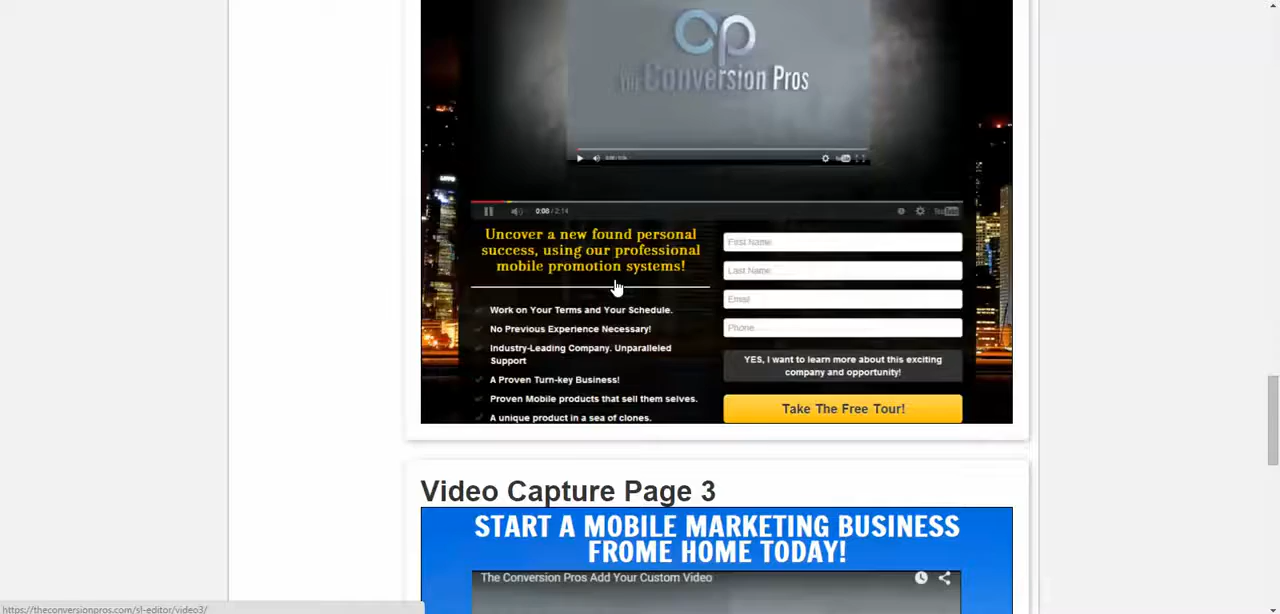 The Conversion Pros
0:08 / 2:14
YouTube
Uncover a new found personal
success, using our professional
mobile promotion systems!
First Name
Last Name
Email
Phone
Work on Your Terms and Your Schedule.
No Previous Experience Necessary!
Industry-Leading Company. Unparalleled
Support
A Proven Turn-key Business!
Proven Mobile products that sell them selves.
A unique product in a sea of clones.
YES, I want to learn more about this exciting
company and opportunity!
Take The Free Tour!
Video Capture Page 3
START A MOBILE MARKETING BUSINESS
FROME HOME TODAY!
The Conversion Pros Add Your Custom Video
https://theconversionpros.com/sl-editor/video3/